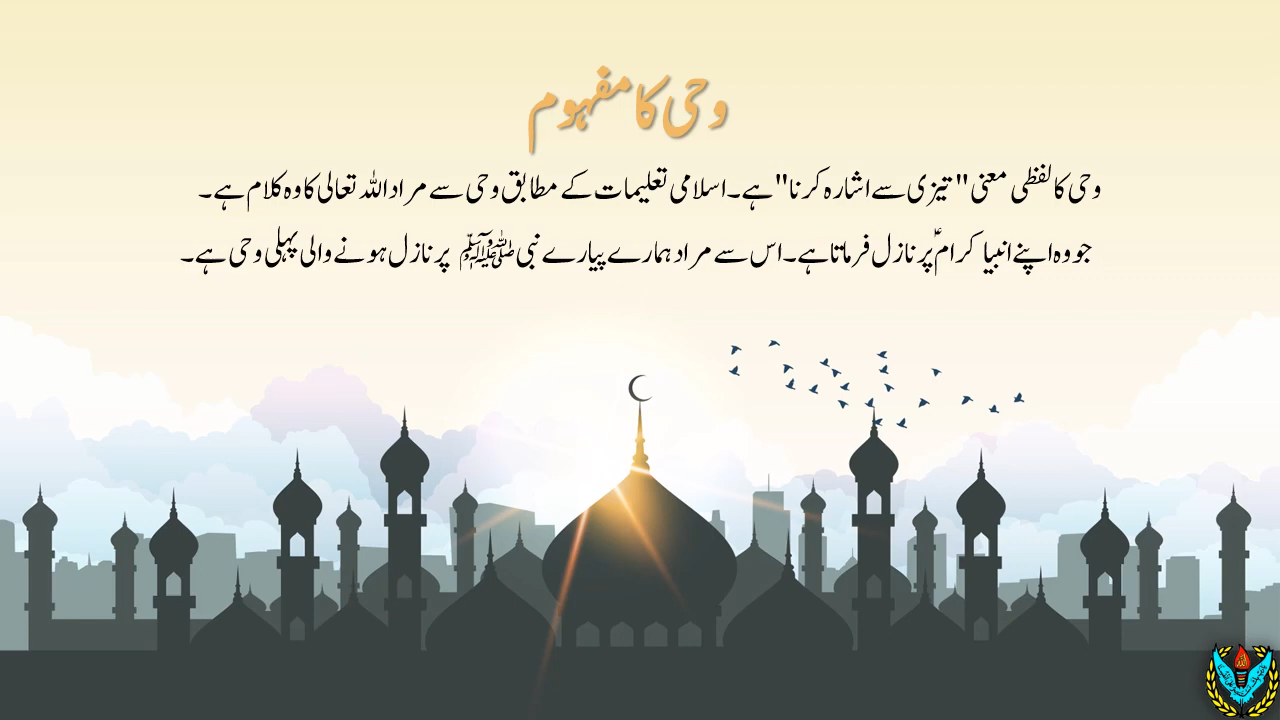 وحی کا مفہوم
وحی کا لفظی معنی "تیزی سے اشارہ کرنا" ہے۔ اسلامی تعلیمات کے مطابق وحی سے مراد اللہ تعالی کا وہ کلام ہے۔
جو وہ اپنے انبیا کرامؑ پر نازل فرماتا ہے۔ اس سے مراد ہمارے پیارے نبی ﷺ پر نازل ہونے والی پہلی وحی ہے۔